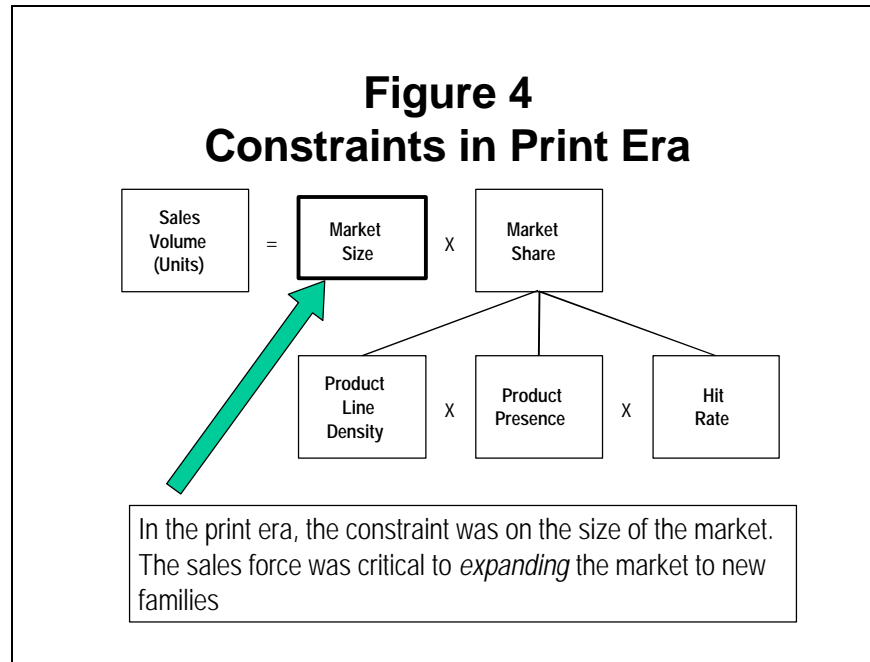 Figure 4
Constraints in Print Era
Sales
Volume
(Units)
=
Market
Size
X
Market
Share
Product
Line
Density
X
Product
Presence
X
Hit
Rate
In the print era, the constraint was on the size of the market.
The sales force was critical to expanding the market to new
families